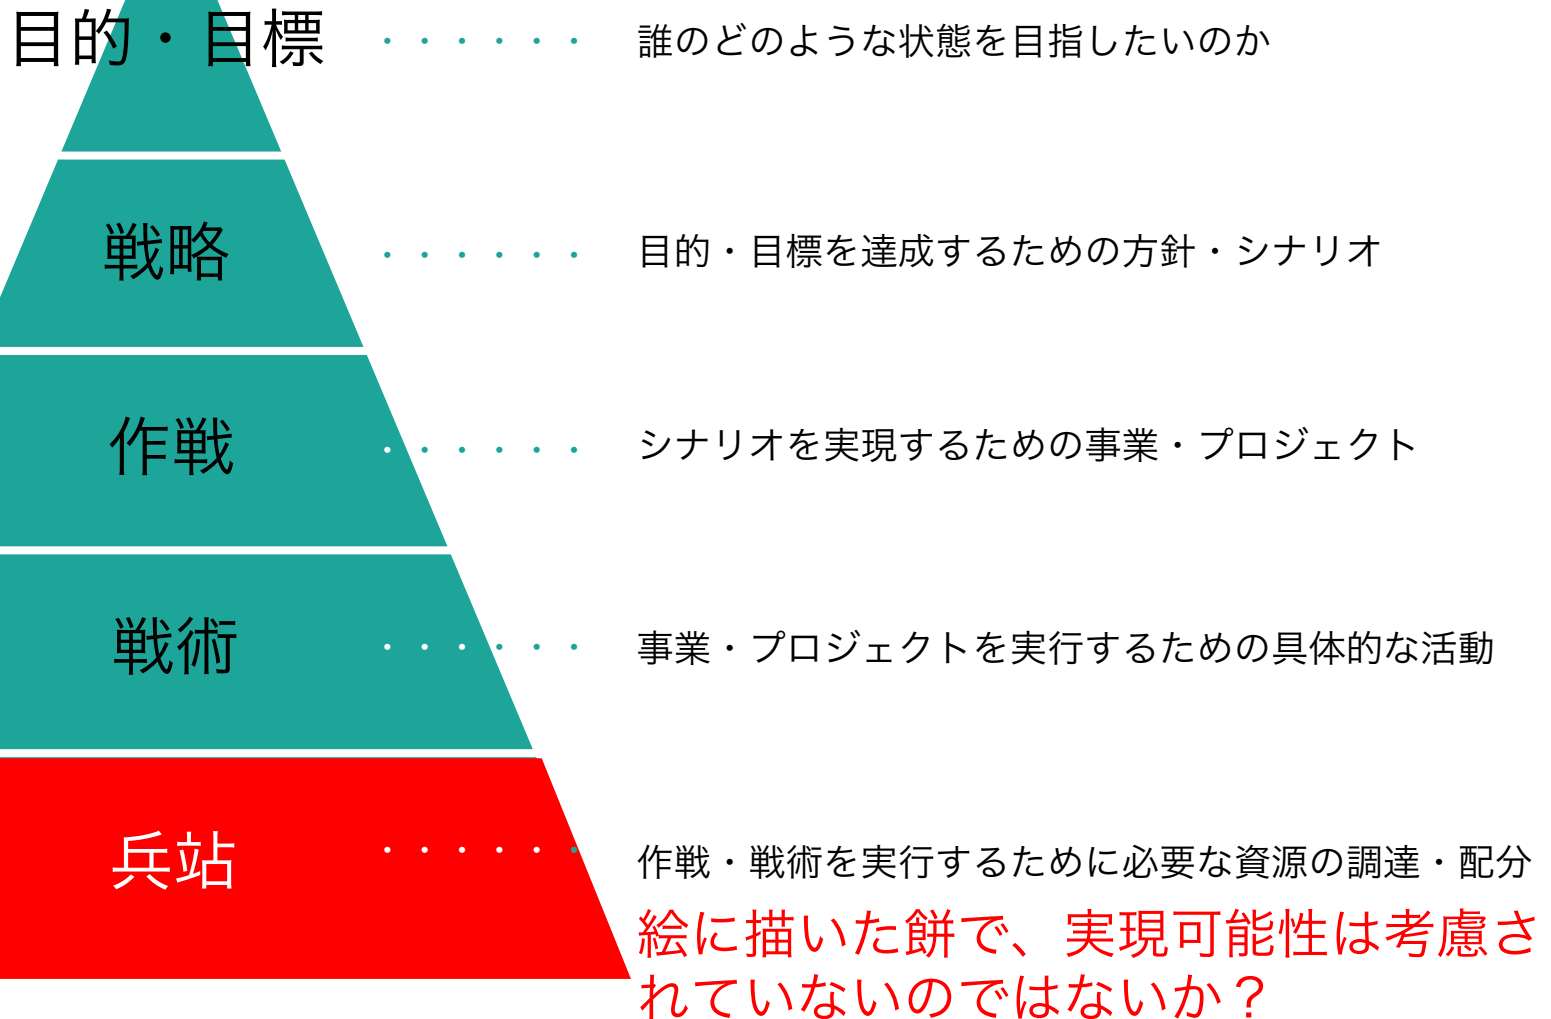 目的・目標
誰のどのような状態を目指したいのか
戦略
目的・目標を達成するための方針・シナリオ
作戦
シナリオを実現するための事業・プロジェクト
戦術
事業・プロジェクトを実行するための具体的な活動
兵站
作戦・戦術を実行するために必要な資源の調達・配分
絵に描いた餅で、実現可能性は考慮さ
れていないのではないか？